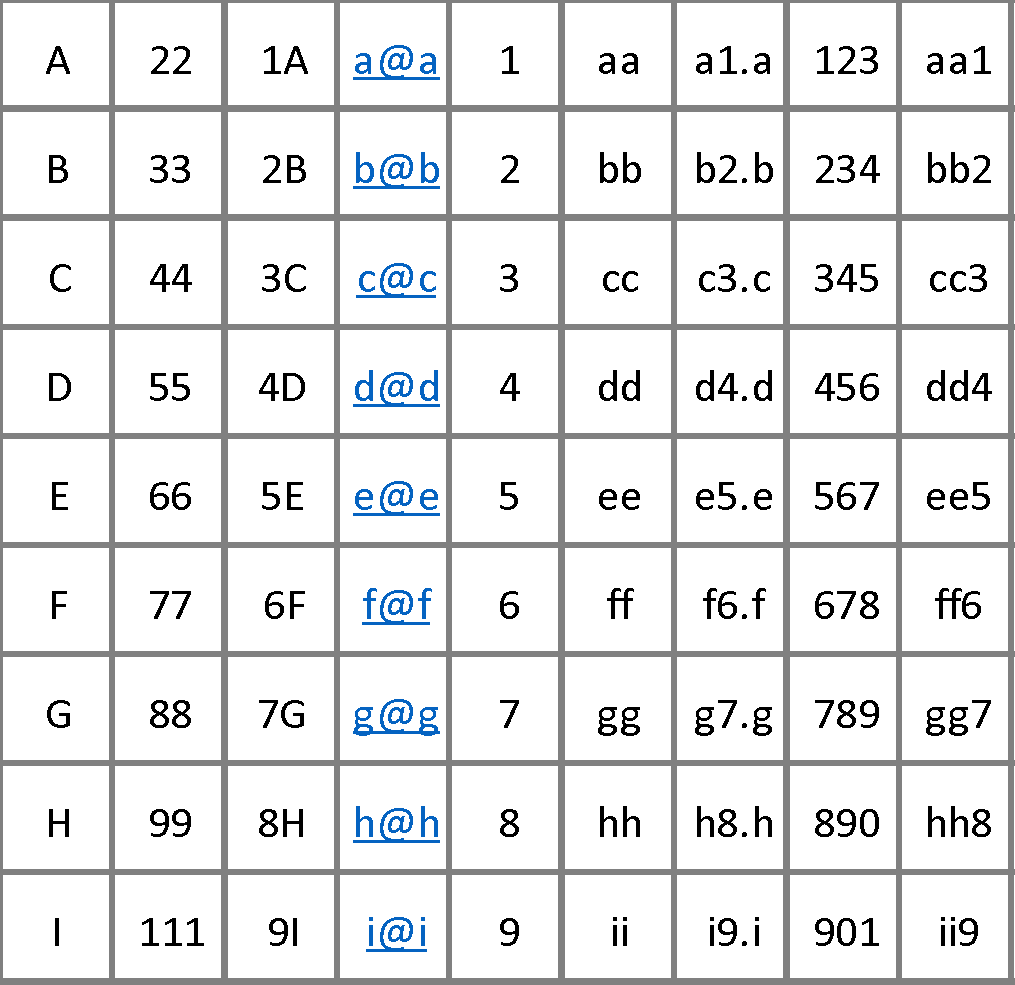 A 22 1A a@a 1 aa a1.a 123 aa1
B 33 2B b@b 2 bb b2.b 234 bb2
C 44 3C c@c 3 cc c3.c 345 cc3
D 55 4D d@d 4 dd d4.d 456 dd4
E 66 5E e@e 5 ee e5.e 567 ee5
F 77 6F f@f 6 ff f6.f 678 ff6
G 88 7G g@g 7 gg g7.g 789 gg7
H 99 8H h@h 8 hh h8.h 890 hh8
I 111 9I i@i 9 ii i9.i 901 ii9